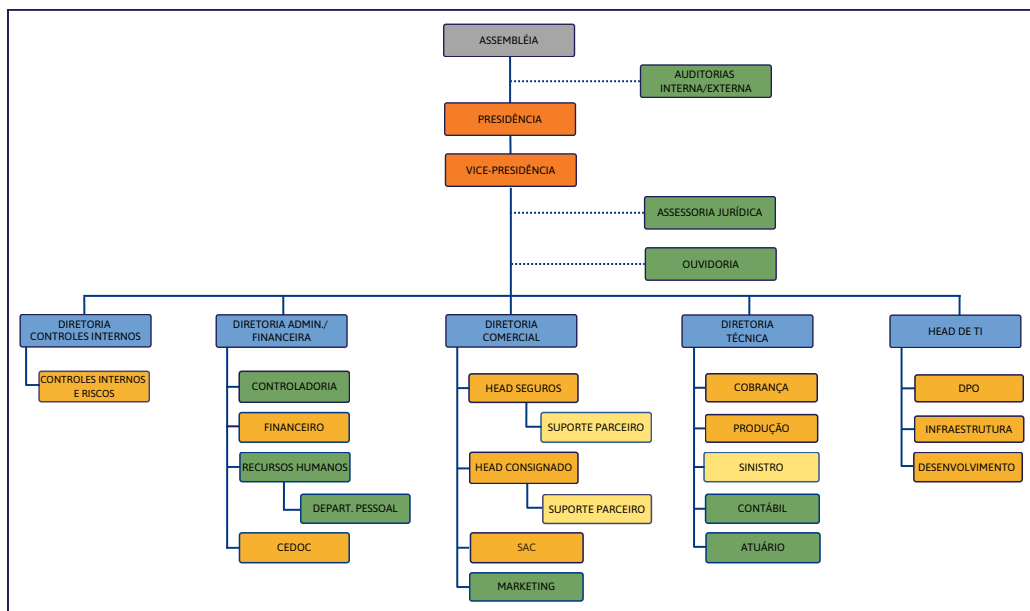 ASSEMBLÉIA
AUDITORIAS
INTERNA/EXTERNA
PRESIDÊNCIA
VICE-PRESIDÊNCIA
ASSESSORIA JURÍDICA
OUVIDORIA
DIRETORIA
CONTROLES INTERNOS
CONTROLES INTERNOS
E RISCOS
DIRETORIA ADMIN./
FINANCEIRA
CONTROLADORIA
FINANCEIRO
RECURSOS HUMANOS
DEPART. PESSOAL
CEDOC
DIRETORIA
COMERCIAL
HEAD SEGUROS
SUPORTE PARCEIRO
HEAD CONSIGNADO
SUPORTE PARCEIRO
SAC
MARKETING
DIRETORIA
TÉCNICA
COBRANÇA
PRODUÇÃO
SINISTRO
CONTÁBIL
ATUÁRIO
HEAD DE TI
DPO
INFRAESTRUTURA
DESENVOLVIMENTO